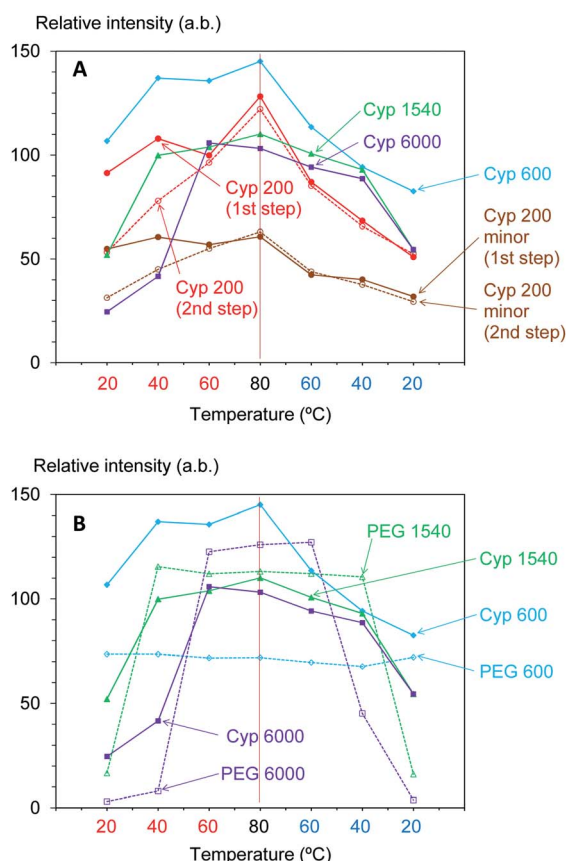 Relative intensity (a.b.)
150
A
Cyp 1540
Cyp 6000
100
Cyp 600
Cyp 200
(1st step)
Cyp 200
minor
(1st step)
50
Cyp 200
(2nd step)
Cyp 200
minor
(2nd step)
0
20 40 60 80 60 40 20
Temperature (ºC)
Relative intensity (a.b.)
150
B
PEG 1540
Cyp 1540
100
Cyp 600
PEG 600
50
Cyp 6000
PEG 6000
0
20 40 60 80 60 40 20
Temperature (ºC)